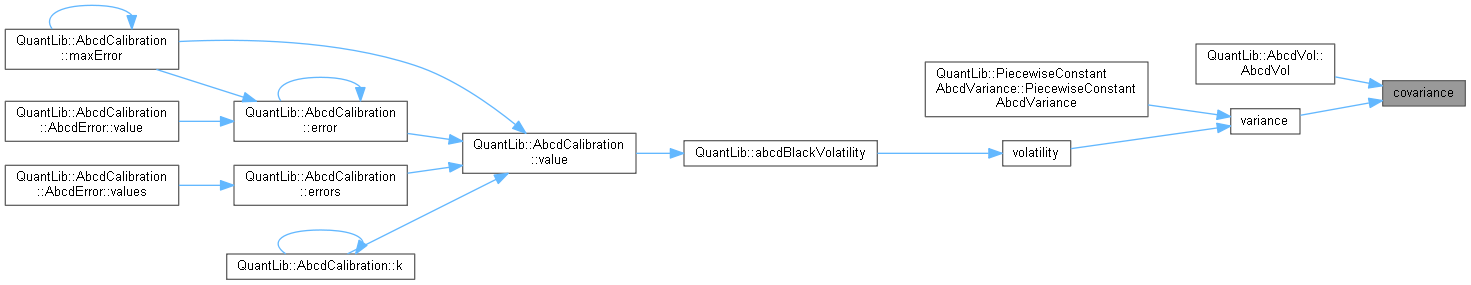 QuantLib::AbcdCalibration
::maxError
QuantLib::AbcdCalibration
::AbcdError::value
QuantLib::AbcdCalibration
::AbcdError::values
QuantLib::AbcdCalibration
::error
QuantLib::AbcdCalibration
::errors
QuantLib::AbcdCalibration::k
QuantLib::AbcdCalibration
::value
QuantLib::abcdBlackVolatility
QuantLib::PiecewiseConstant
AbcdVariance::PiecewiseConstant
AbcdVariance
volatility
QuantLib::AbcdVol::
AbcdVol
variance
covariance